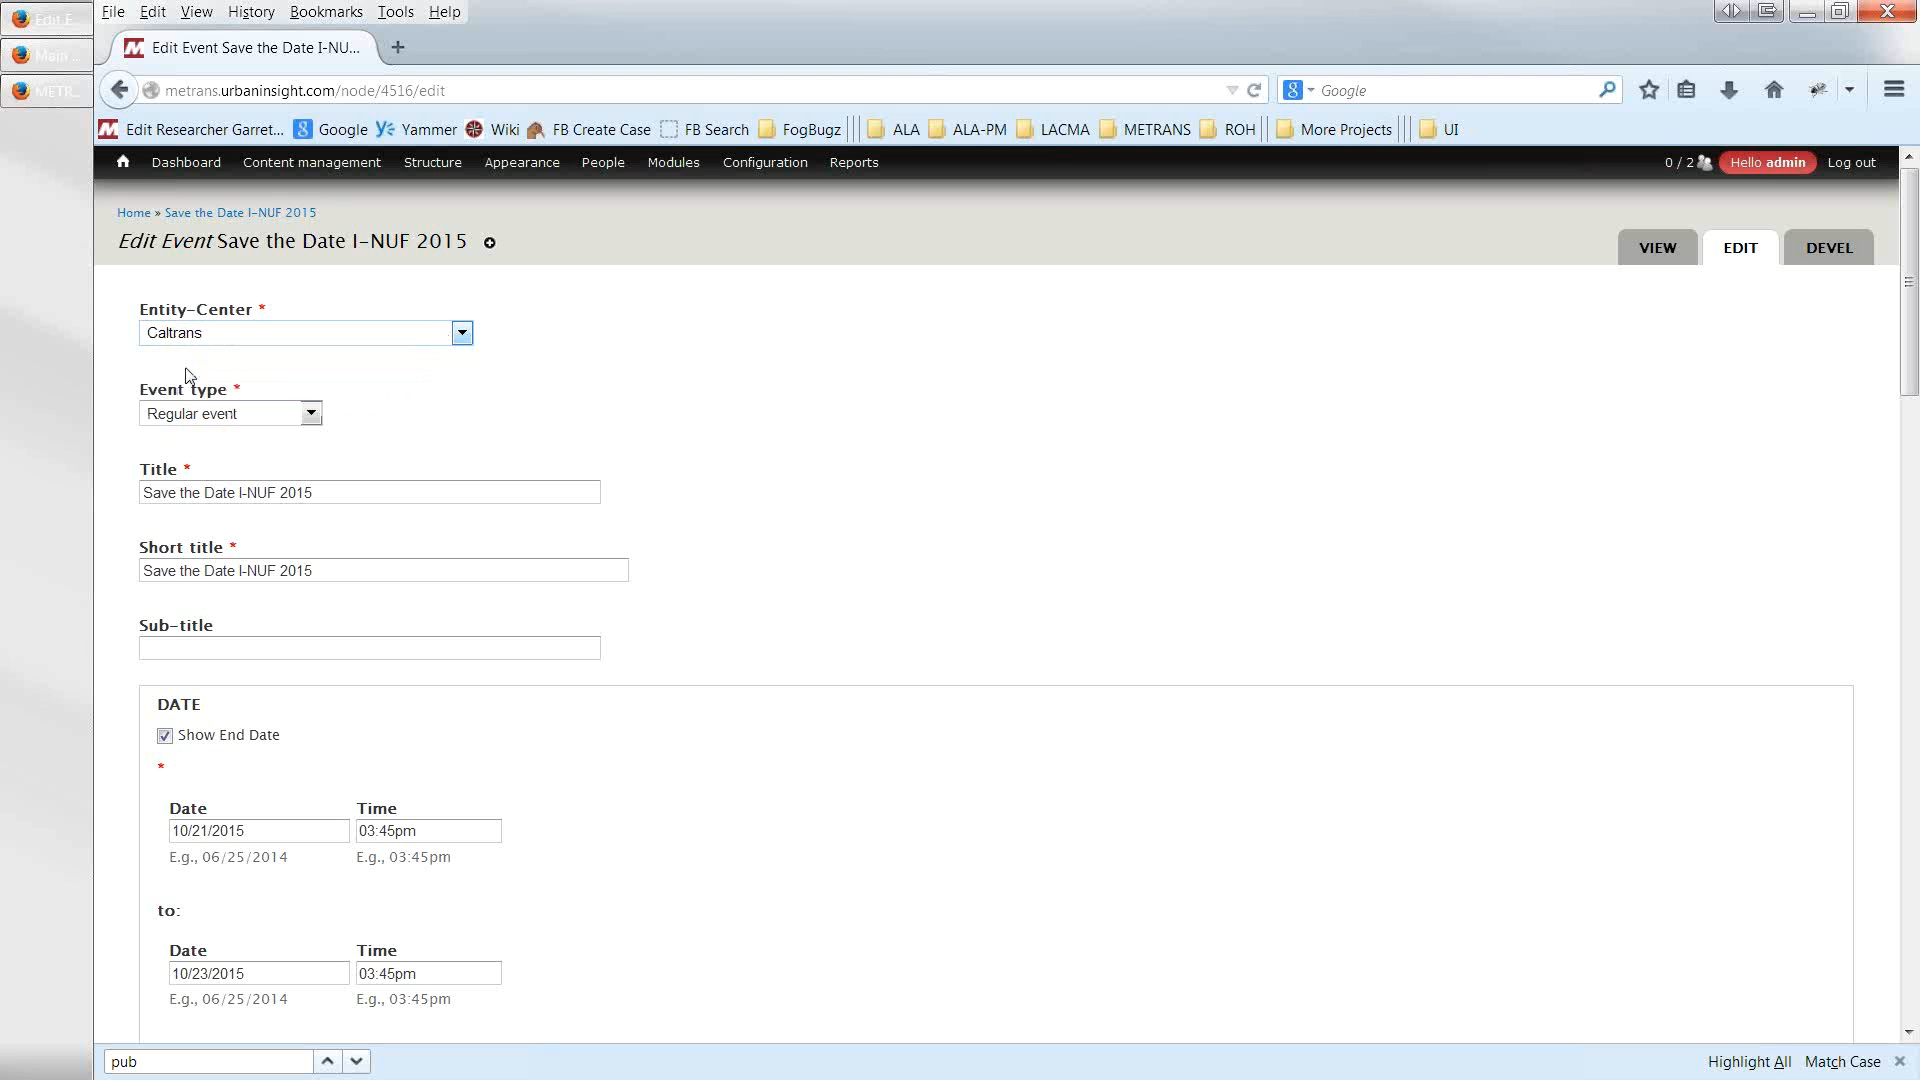 Edit E...
File Edit View History Bookmarks Tools Help
Main ...
Edit Event Save the Date I-NU...
METR...
metrans.urbaninsight.com/node/4516/edit
Google
Edit Researcher Garret... Google Yammer Wiki FB Create Case FB Search FogBugz ALA ALA-PM LACMA METRANS ROH More Projects UI
Dashboard Content management Structure Appearance People Modules Configuration Reports 0 / 2 Hello admin Log out
Home » Save the Date I-NUF 2015
Edit Event Save the Date I-NUF 2015
VIEW EDIT DEVEL
Entity-Center *
Caltrans
Event type *
Regular event
Title *
Save the Date I-NUF 2015
Short title *
Save the Date I-NUF 2015
Sub-title
DATE
Show End Date
*
Date Time
10/21/2015 03:45pm
E.g., 06/25/2014 E.g., 03:45pm
to:
Date Time
10/23/2015 03:45pm
E.g., 06/25/2014 E.g., 03:45pm
pub Highlight All Match Case